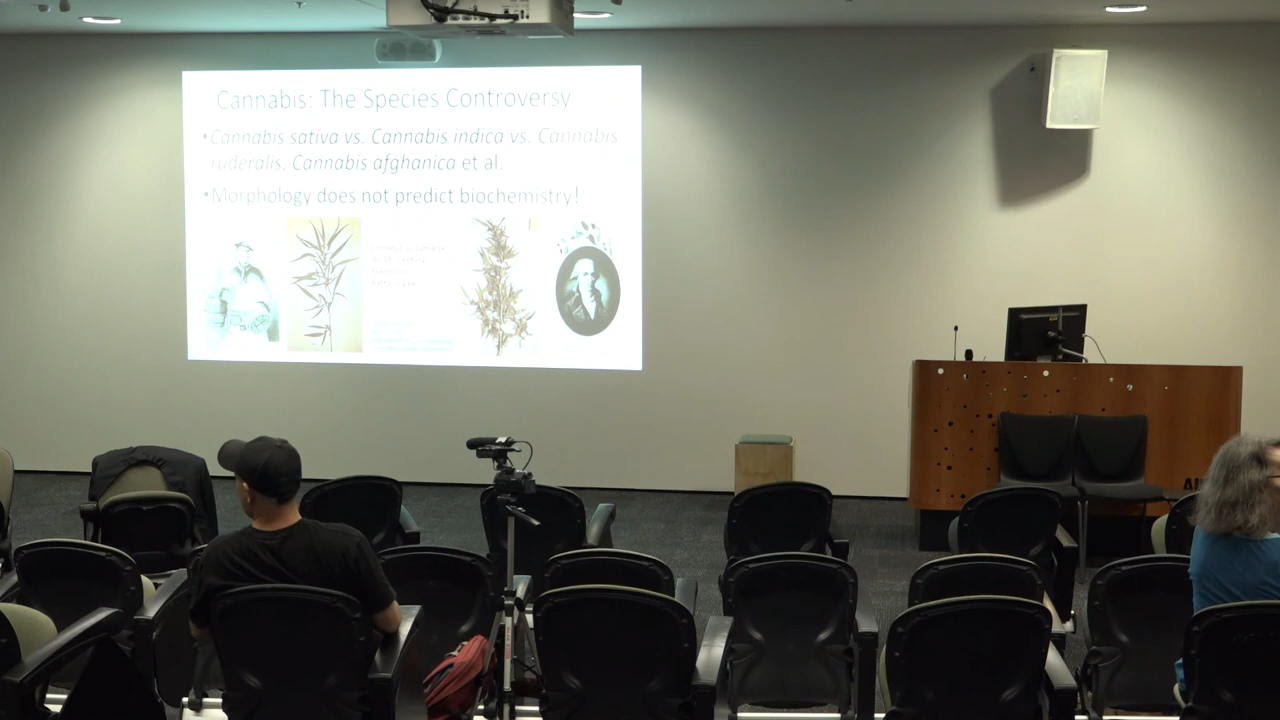 Cannabis: The Species Controversy
•Cannabis sativa vs. Cannabis indica vs. Cannabis
ruderalis, Cannabis afghanica et al.
•Morphology does not predict biochemistry!